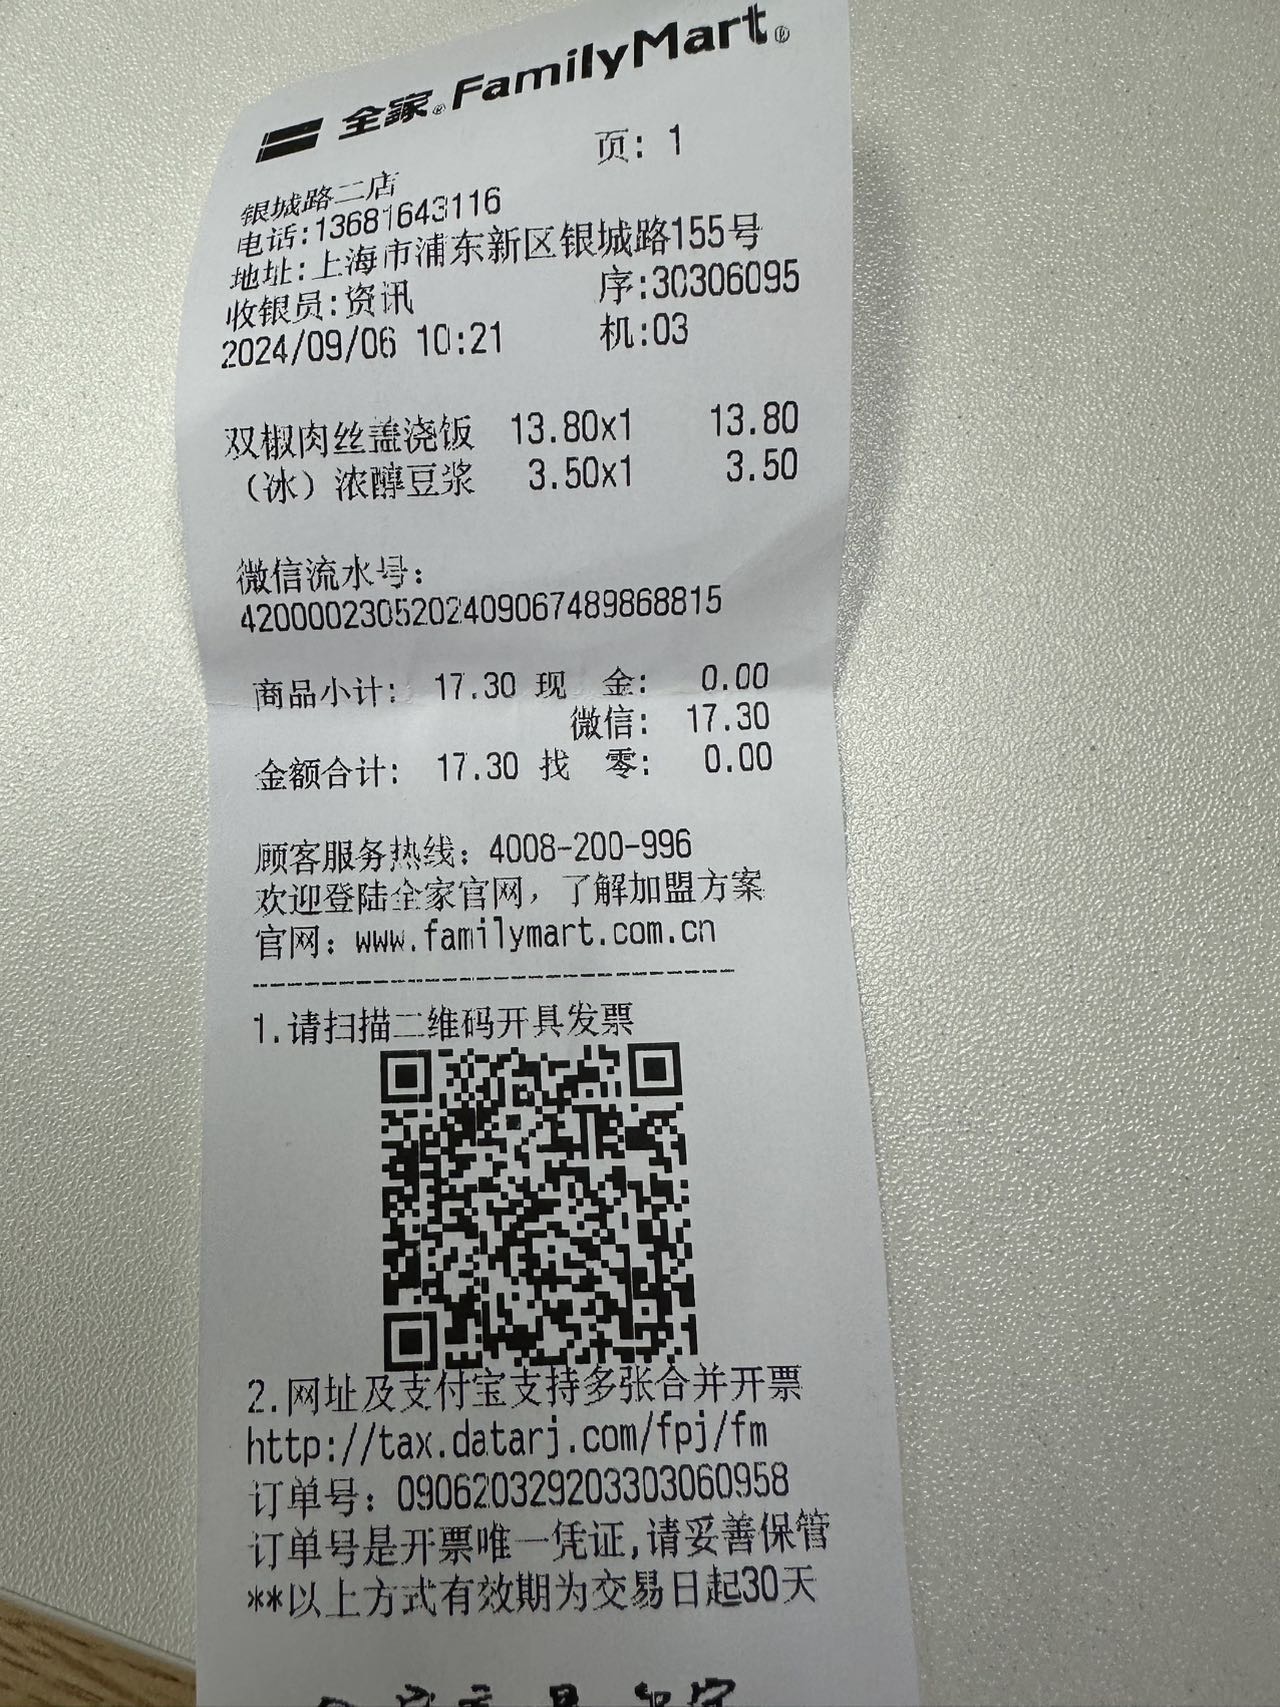 全家® FamilyMart®
页: 1
银城路二店
电话:13681643116
地址:上海市浦东新区银城路155号
收银员:资讯 序:30306095
2024/09/06 10:21 机:03
双椒肉丝盖浇饭 13.80x1 13.80
（冰）浓醇豆浆 3.50x1 3.50
微信流水号:
4200002305202409067489868815
商品小计: 17.30 现 金: 0.00
微信: 17.30
金额合计: 17.30 找 零: 0.00
顾客服务热线: 4008-200-996
欢迎登陆全家官网，了解加盟方案
官网: www.familymart.com.cn
1.请扫描二维码开具发票
2.网址及支付宝支持多张合并开票
http://tax.datarj.com/fpj/fm
订单号: 090620329203303060958
订单号是开票唯一凭证,请妥善保管
**以上方式有效期为交易日起30天